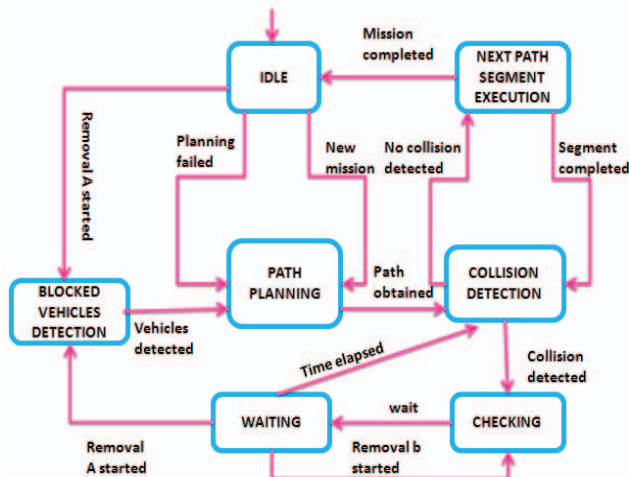 Mission
completed
IDLE
NEXT PATH
SEGMENT
EXECUTION
Removal A started
Planning
failed
New
mission
No collision
detected
Segment
completed
PATH
PLANNING
Path
obtained
COLLISION
DETECTION
BLOCKED
VEHICLES
DETECTION
Vehicles
detected
Time elapsed
Collision
detected
WAITING
wait
CHECKING
Removal
A started
Removal b
started